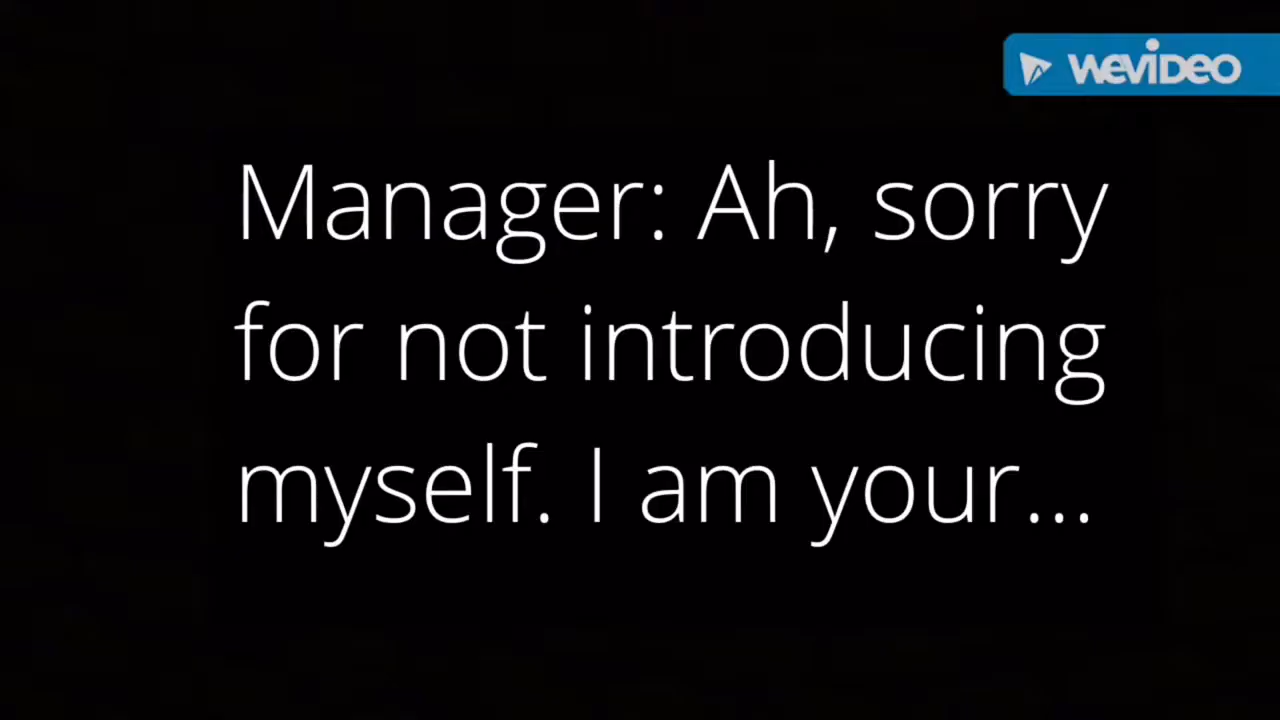 WEVIDEO
Manager: Ah, sorry
for not introducing
myself. I am your...